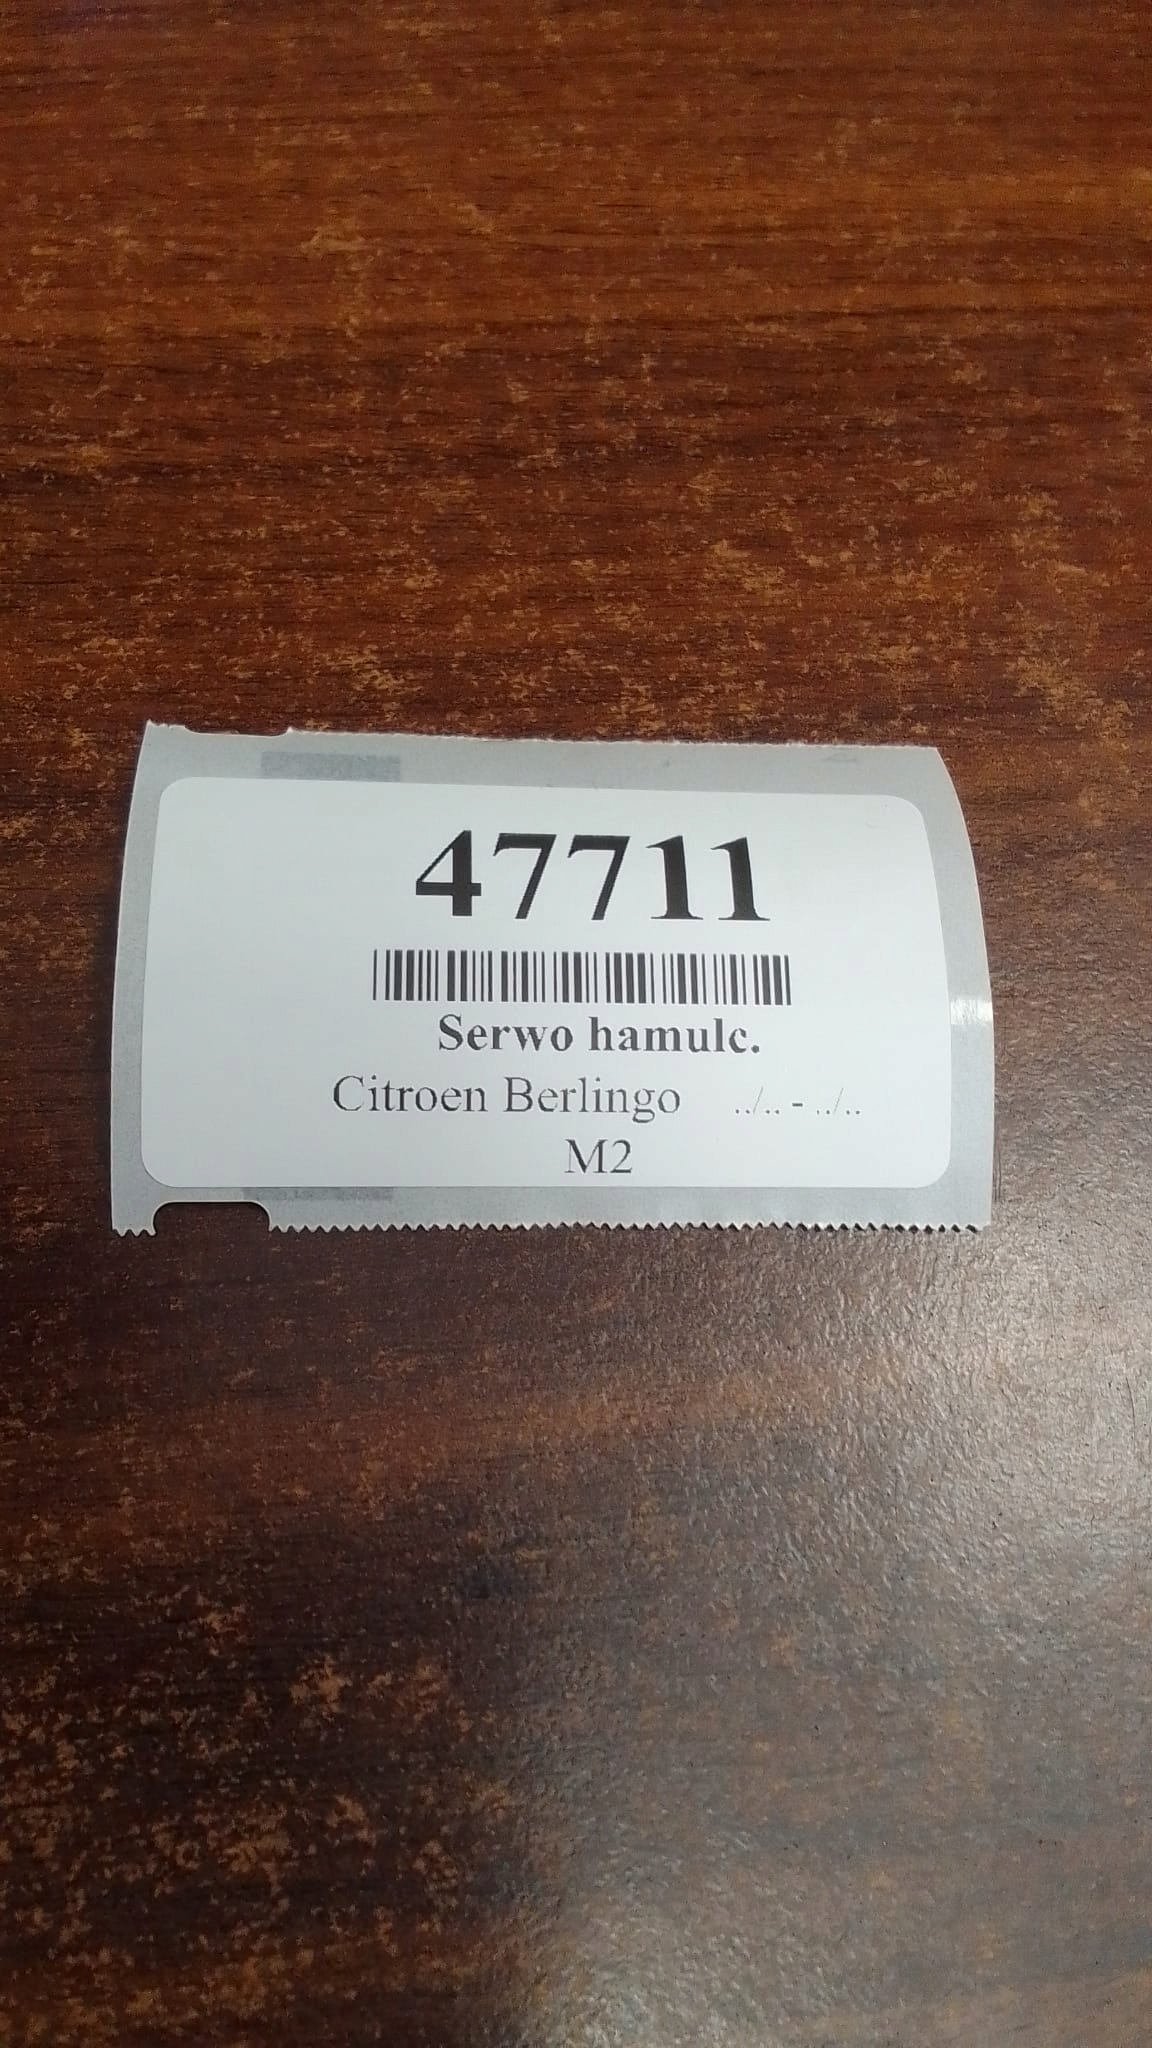 47711
Serwo hamulc.
Citroen Berlingo ../.. - ../..
M2